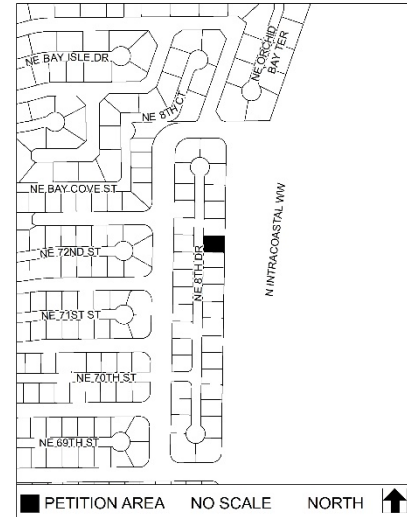 NE BAY ISLE DR
NE ORCHID
BAY TER
NE 8TH CT
NE BAY COVE ST
NE 72ND ST
NE 8TH DR
N INTRACOASTAL WW
NE 71ST ST
NE 70TH ST
NE 69TH ST
PETITION AREA NO SCALE NORTH